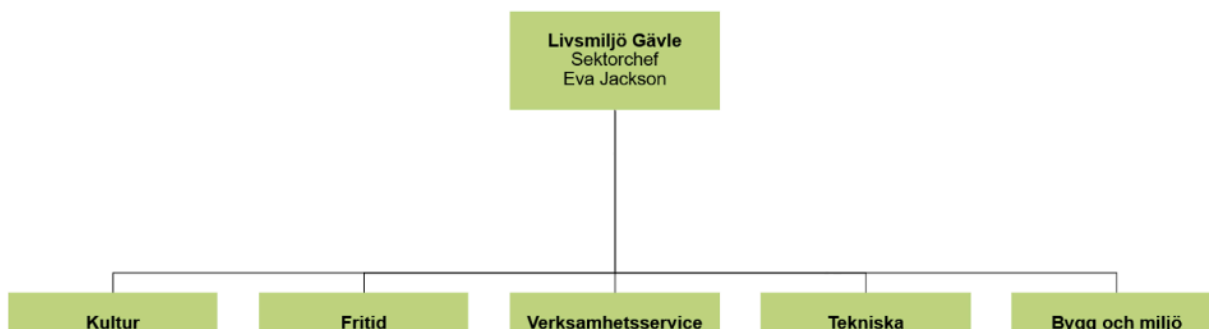 Livsmiljö Gävle
Sektorchef
Eva Jackson
Kultur
Fritid
Verksamhetsservice
Tekniska
Bygg och miljö